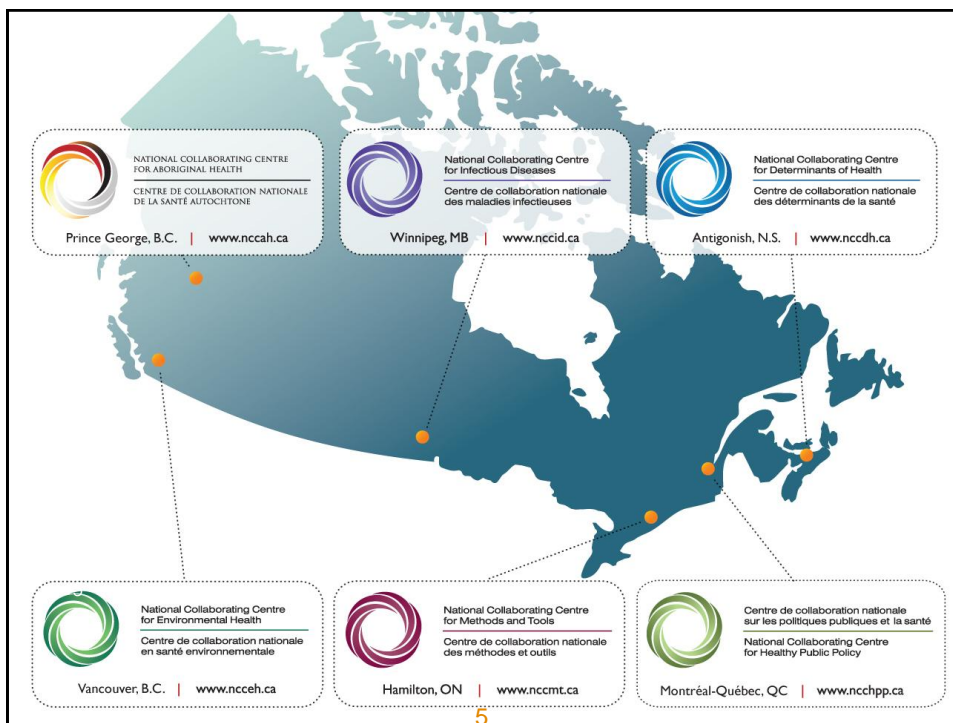 NATIONAL COLLABORATING CENTRE
FOR ABORIGINAL HEALTH
CENTRE DE COLLABORATION NATIONALE
DE LA SANTÉ AUTOCHTONE
Prince George, B.C. | www.nccah.ca
National Collaborating Centre
for Infectious Diseases
Centre de collaboration nationale
des maladies infectieuses
Winnipeg, MB | www.nccid.ca
National Collaborating Centre
for Determinants of Health
Centre de collaboration nationale
des déterminants de la santé
Antigonish, N.S. | www.nccdh.ca
National Collaborating Centre
for Environmental Health
Centre de collaboration nationale
en santé environnementale
Vancouver, B.C. | www.ncceh.ca
National Collaborating Centre
for Methods and Tools
Centre de collaboration nationale
des méthodes et outils
Hamilton, ON | www.nccmt.ca
Centre de collaboration nationale
sur les politiques publiques et la santé
National Collaborating Centre
for Healthy Public Policy
Montréal-Québec, QC | www.ncchpp.ca
5